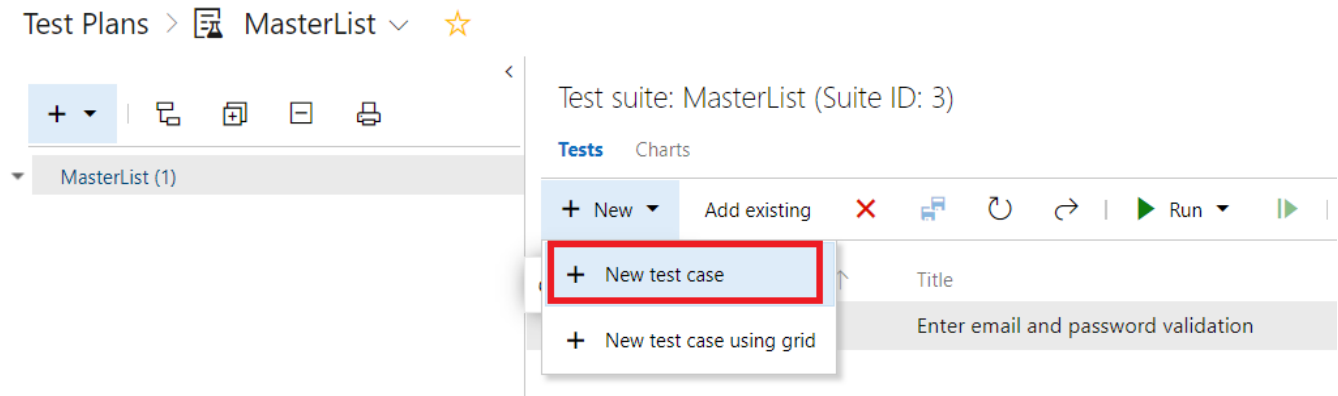 Test Plans > MasterList
Test suite: MasterList (Suite ID: 3)
Tests Charts
MasterList (1)
New Add existing Run
New test case
Title
Enter email and password validation
New test case using grid